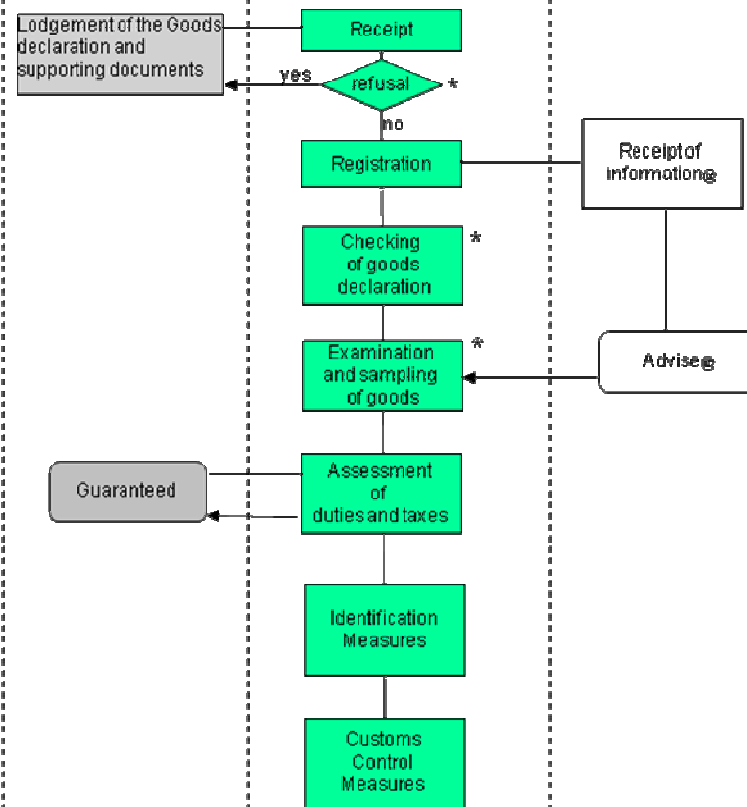 Lodgement of the Goods
declaration and
supporting documents
Receipt
yes
refusal
*
no
Registration
Receipt of
information@
Checking
of goods
declaration
*
Examination
and sampling
of goods
*
Advise@
Guaranteed
Assessment
of
duties and taxes
Identification
Measures
Customs
Control
Measures